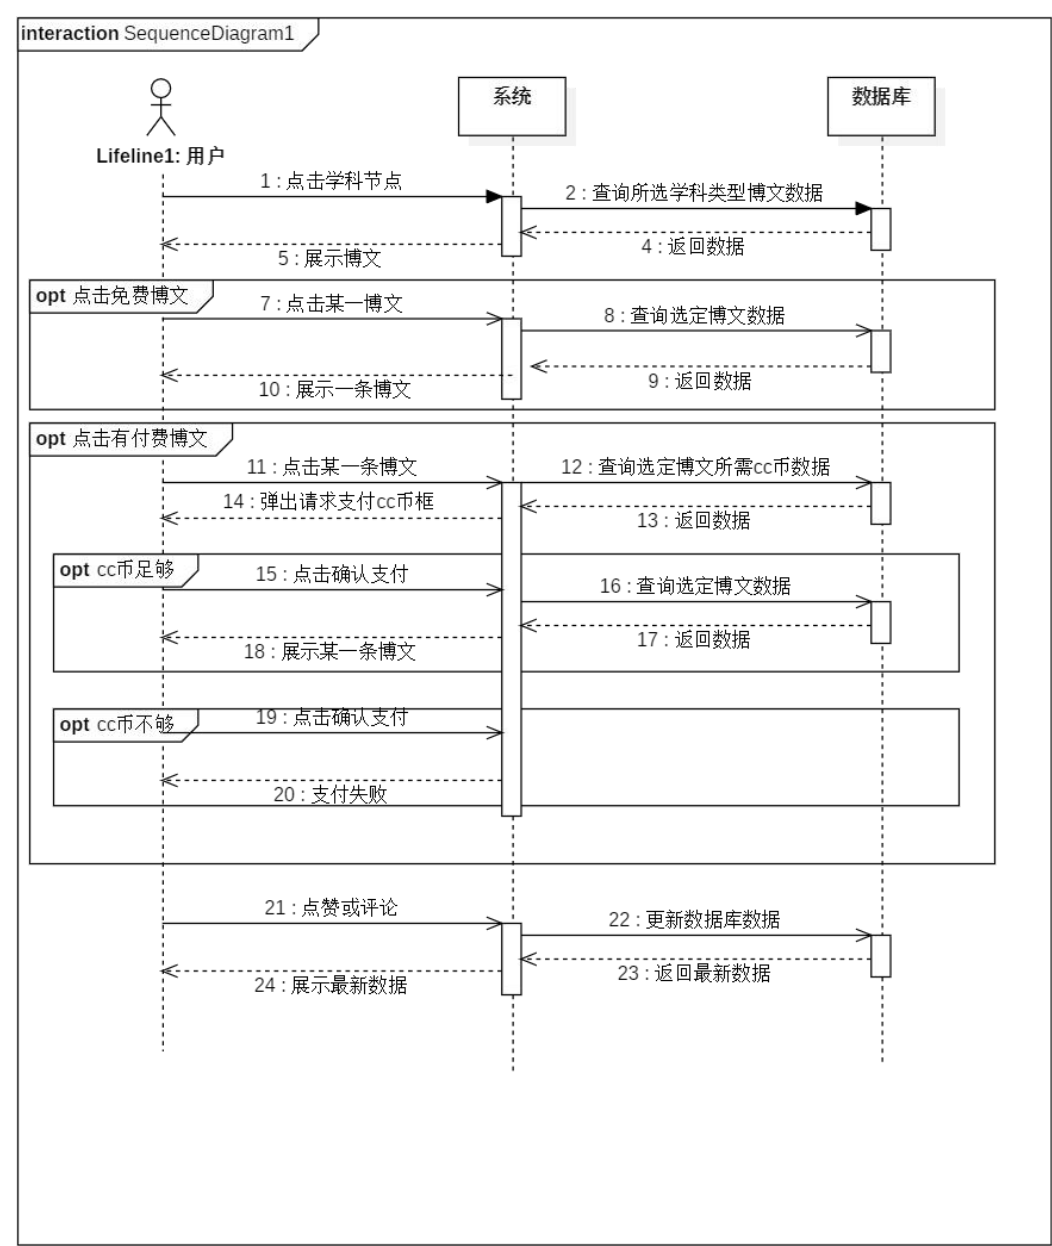 interaction SequenceDiagram1
系统
数据库
Lifeline1: 用户
1 : 点击学科节点
2 : 查询所选学科类型博文数据
4 : 返回数据
5 : 展示博文
opt 点击免费博文
7 : 点击某一博文
8 : 查询选定博文数据
9 : 返回数据
10 : 展示一条博文
opt 点击有付费博文
11 : 点击某一条博文
12 : 查询选定博文所需cc币数据
14 : 弹出请求支付cc币框
13 : 返回数据
opt cc币足够
15 : 点击确认支付
16 : 查询选定博文数据
17 : 返回数据
18 : 展示某一条博文
opt cc币不够
19 : 点击确认支付
20 : 支付失败
21 : 点赞或评论
22 : 更新数据库数据
23 : 返回最新数据
24 : 展示最新数据